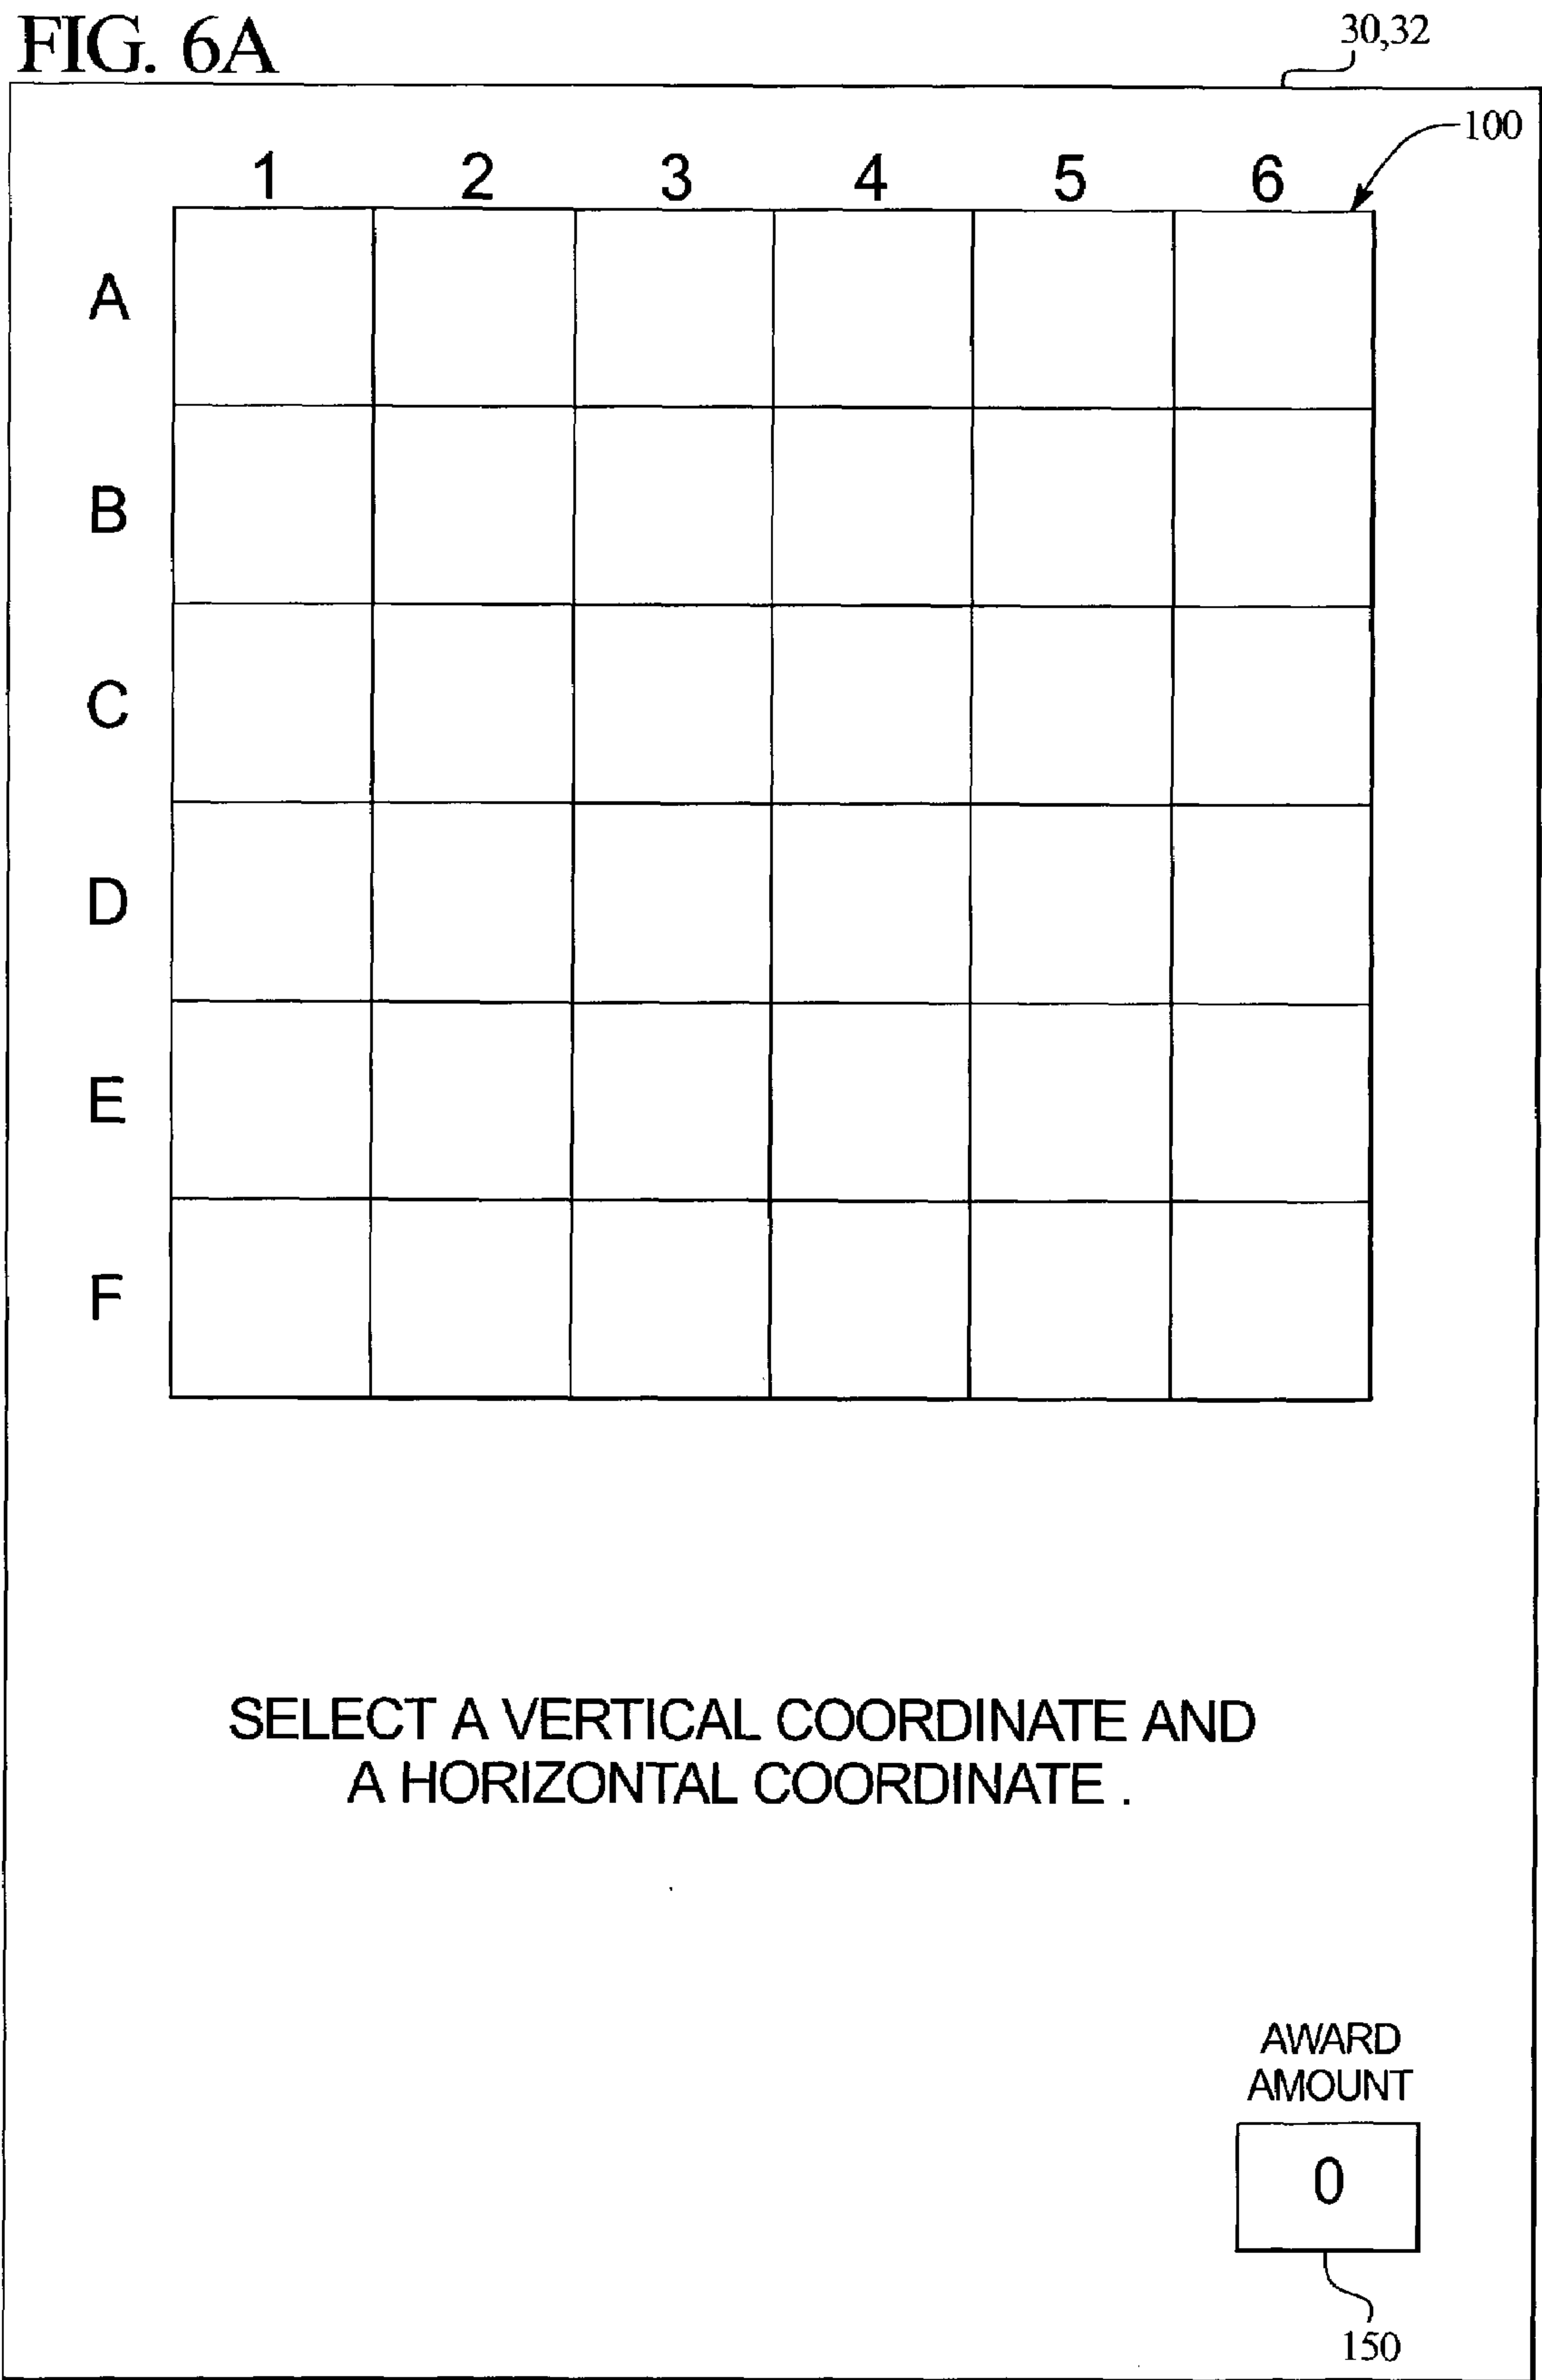 FIG. 6A
30,32
100
1 2 3 4 5 6
A
B
C
D
E
F
SELECT A VERTICAL COORDINATE AND
A HORIZONTAL COORDINATE .
AWARD
AMOUNT
0
150